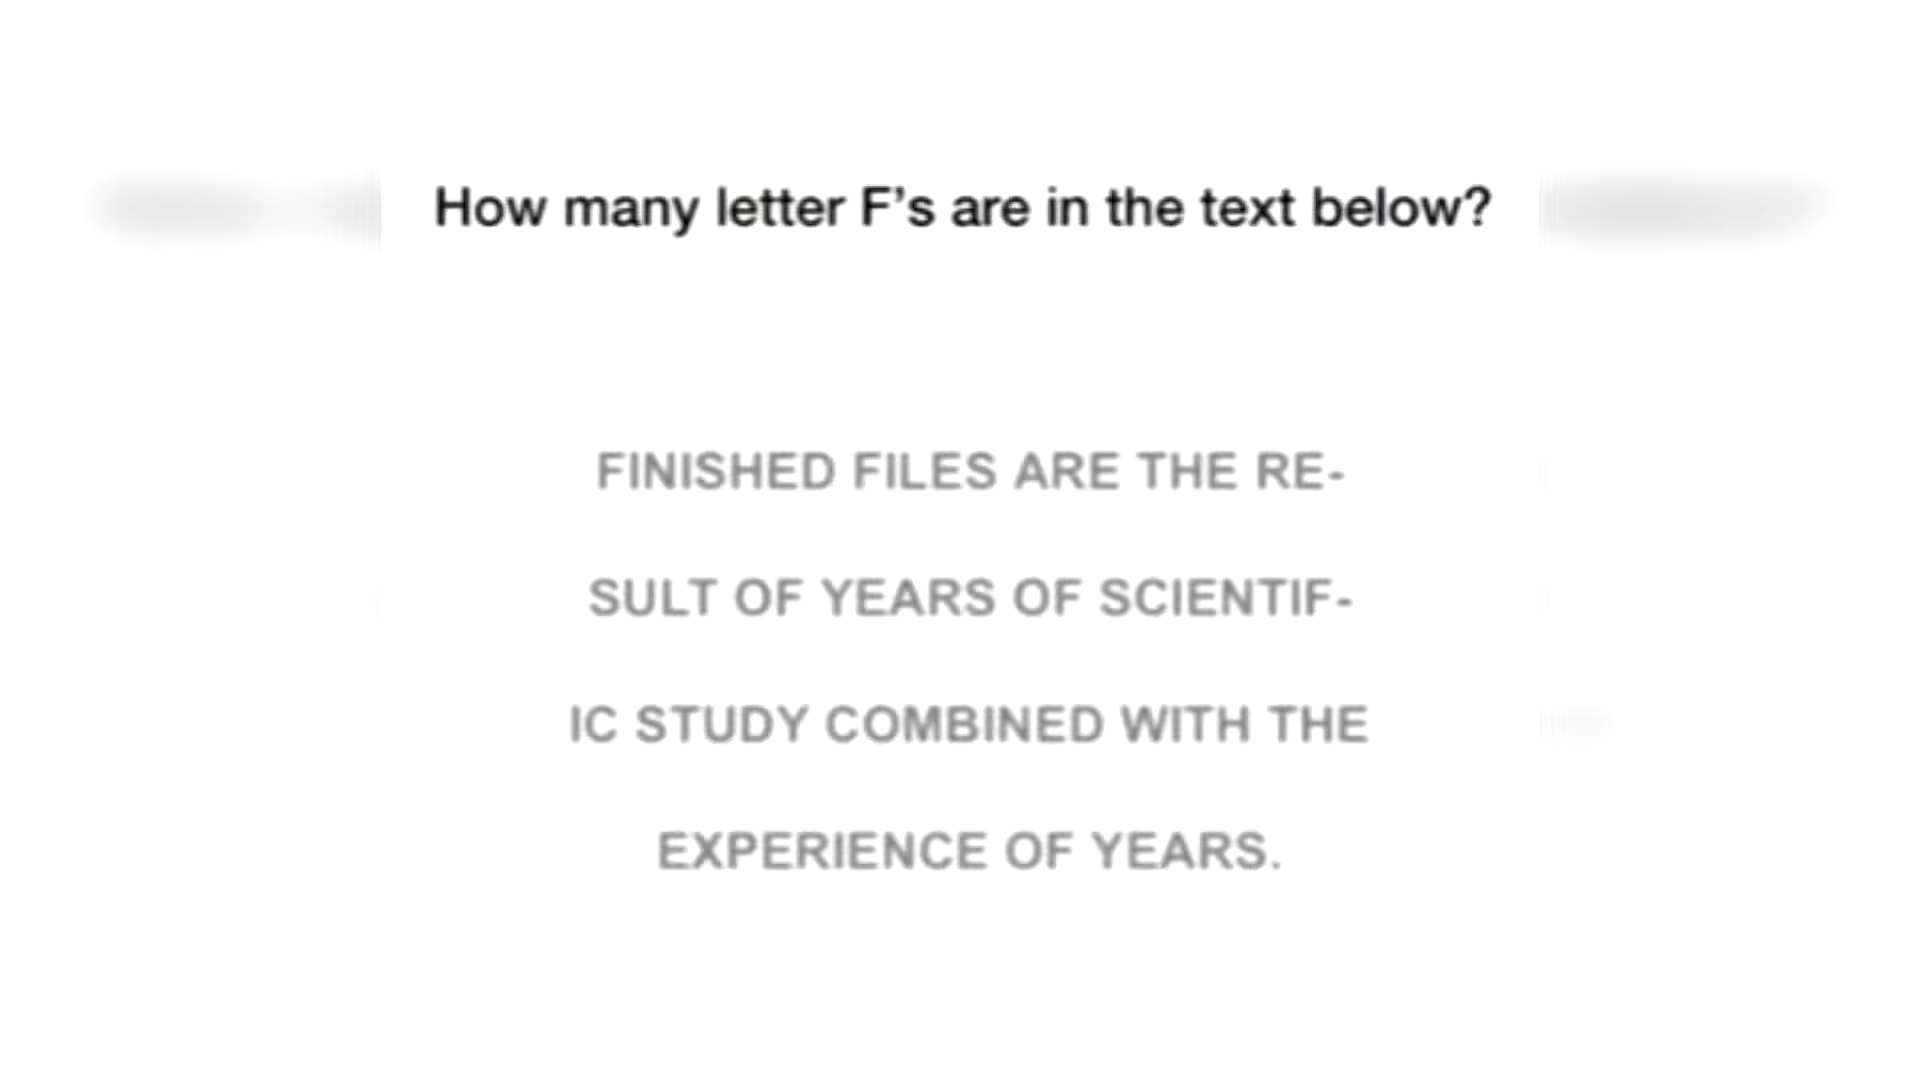 How many letter F’s are in the text below?
FINISHED FILES ARE THE RE-
SULT OF YEARS OF SCIENTIF-
IC STUDY COMBINED WITH THE
EXPERIENCE OF YEARS.